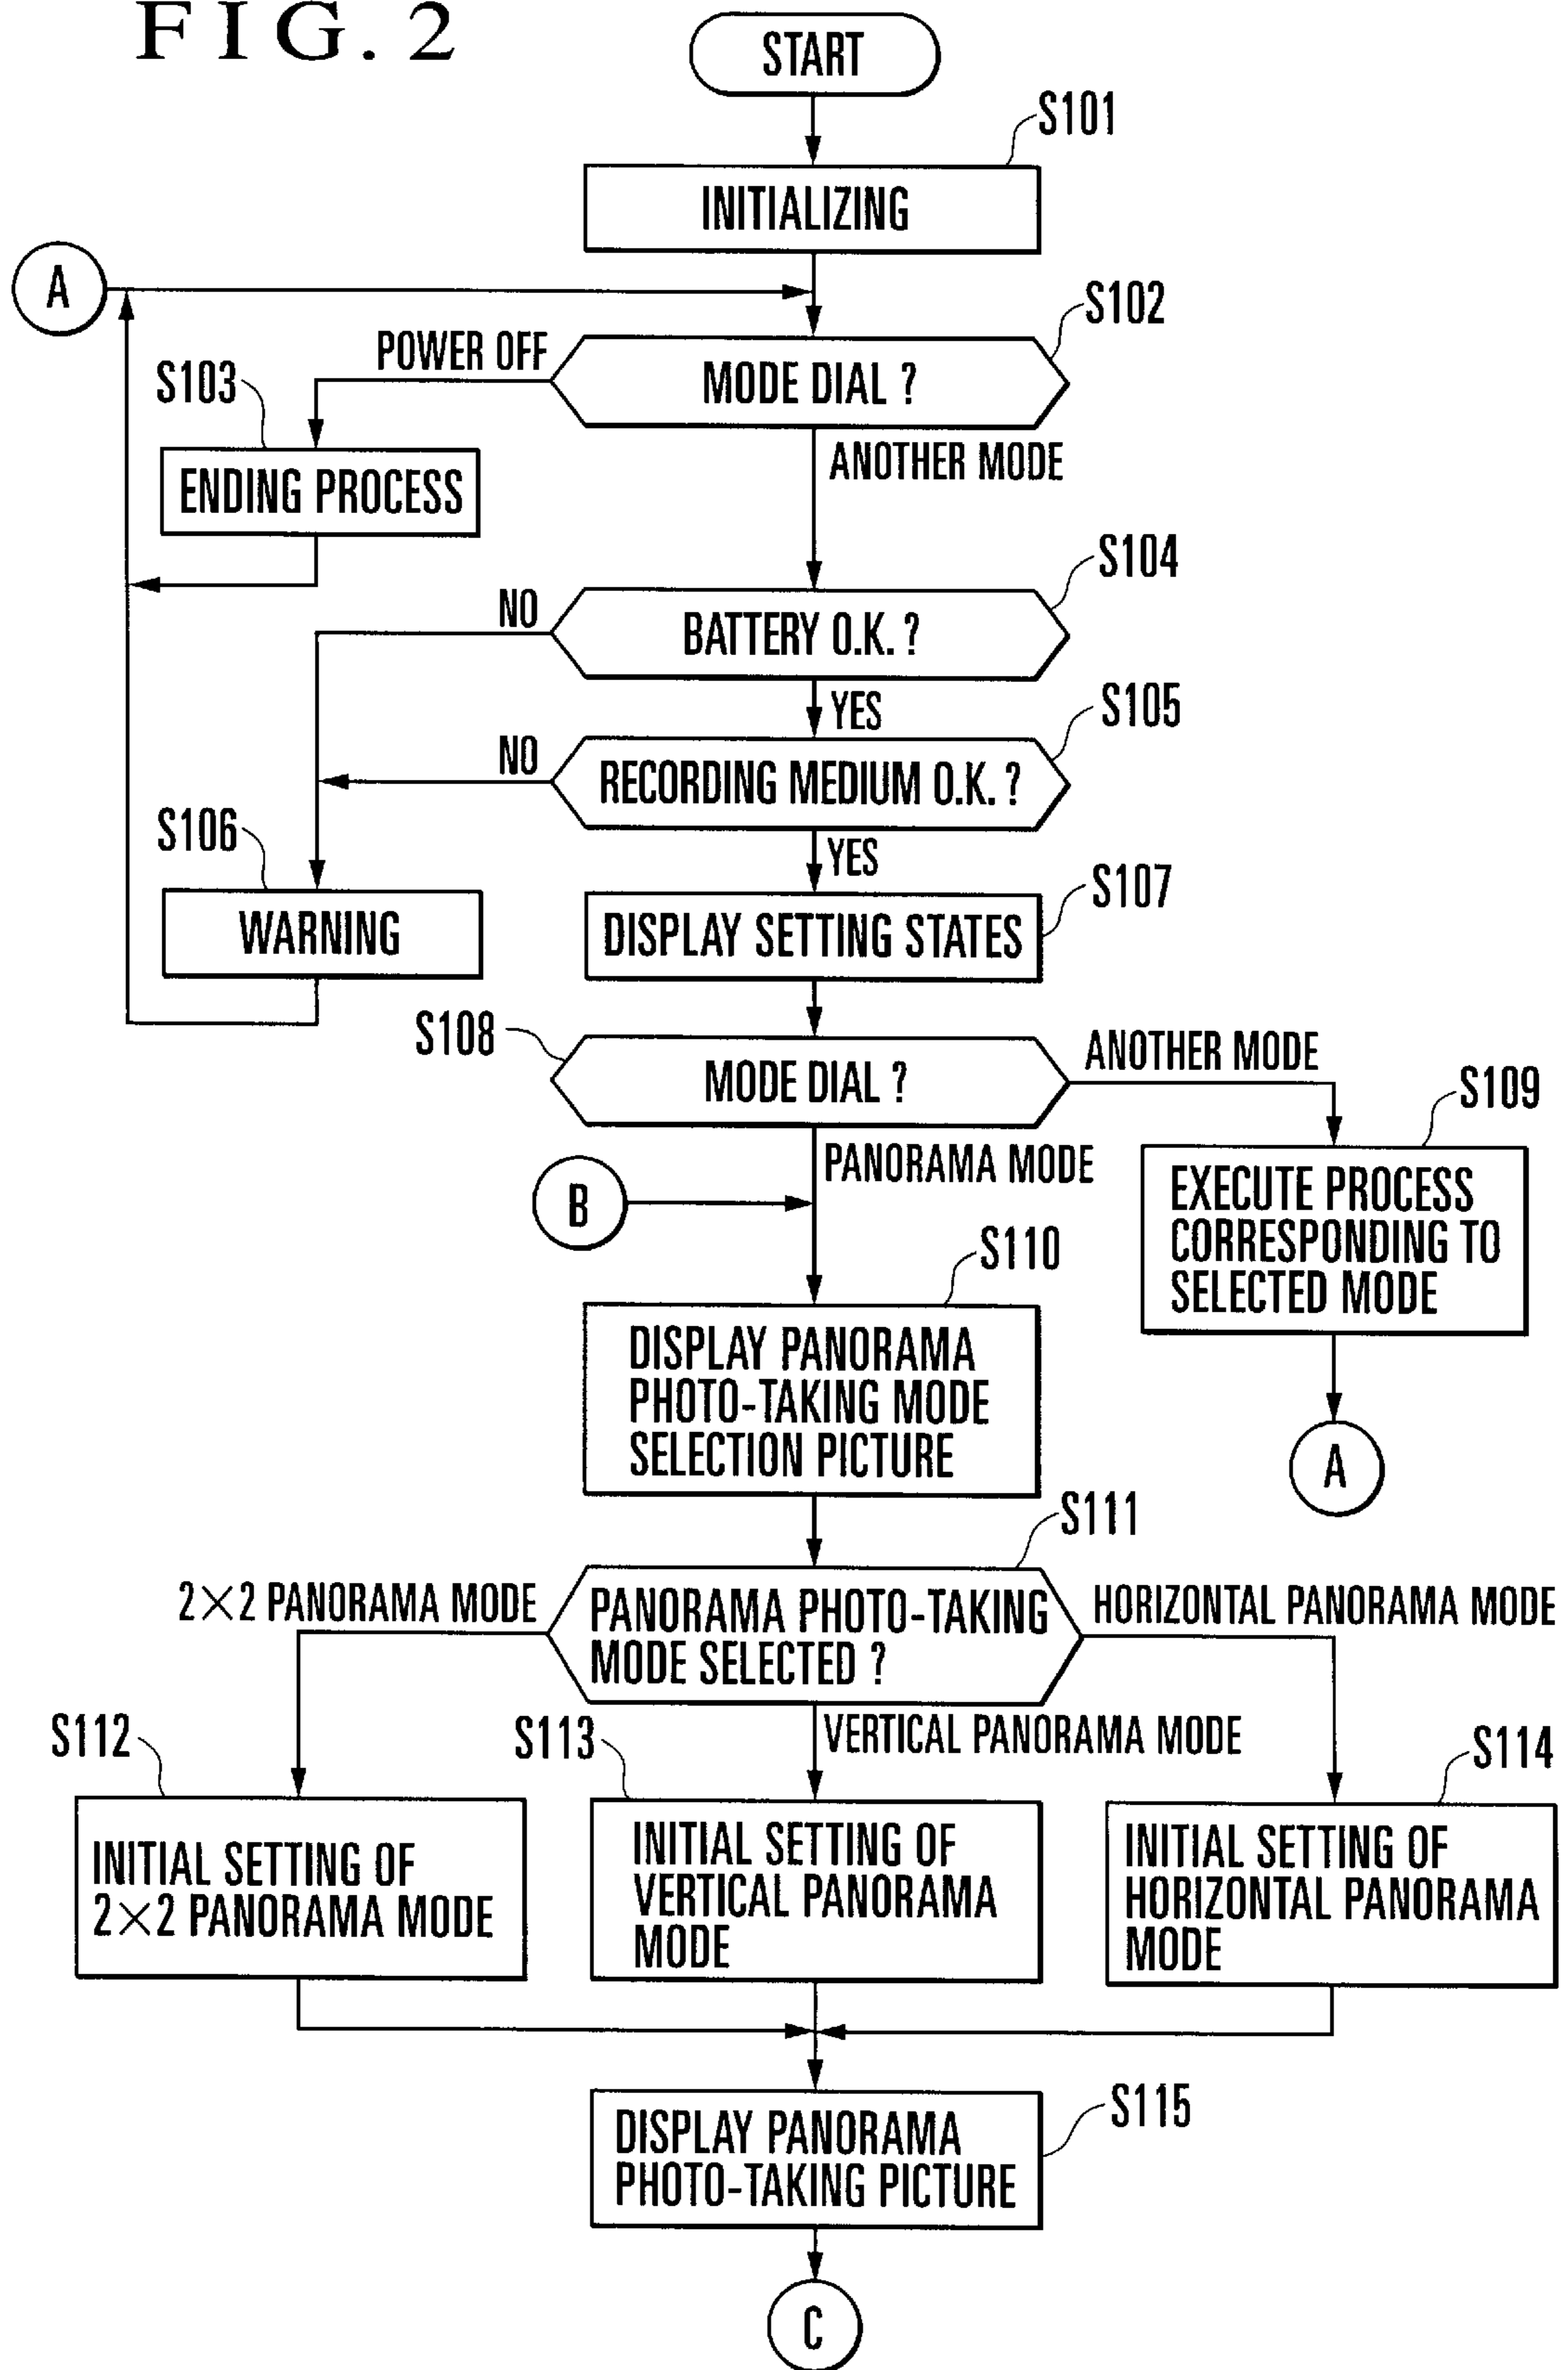 FIG. 2
START
S101
INITIALIZING
A
S102
POWER OFF
MODE DIAL ?
S103
ANOTHER MODE
ENDING PROCESS
S104
NO
BATTERY O.K. ?
YES
S105
NO
RECORDING MEDIUM O.K. ?
S106
YES
S107
WARNING
DISPLAY SETTING STATES
S108
ANOTHER MODE
MODE DIAL ?
S109
PANORAMA MODE
B
EXECUTE PROCESS
CORRESPONDING TO
SELECTED MODE
S110
DISPLAY PANORAMA
PHOTO-TAKING MODE
SELECTION PICTURE
A
S111
2×2 PANORAMA MODE
PANORAMA PHOTO-TAKING
MODE SELECTED ?
HORIZONTAL PANORAMA MODE
S112
S113
VERTICAL PANORAMA MODE
S114
INITIAL SETTING OF
2×2 PANORAMA MODE
INITIAL SETTING OF
VERTICAL PANORAMA
MODE
INITIAL SETTING OF
HORIZONTAL PANORAMA
MODE
S115
DISPLAY PANORAMA
PHOTO-TAKING PICTURE
C